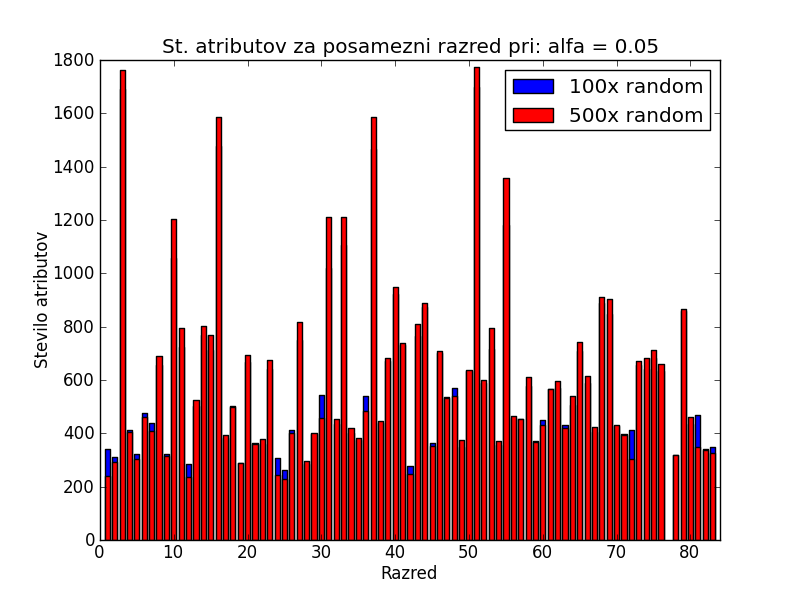 St. atributov za posamezni razred pri: alfa = 0.05
100x random
500x random
Stevilo atributov
1800
1600
1400
1200
1000
800
600
400
200
0
0 10 20 30 40 50 60 70 80
Razred